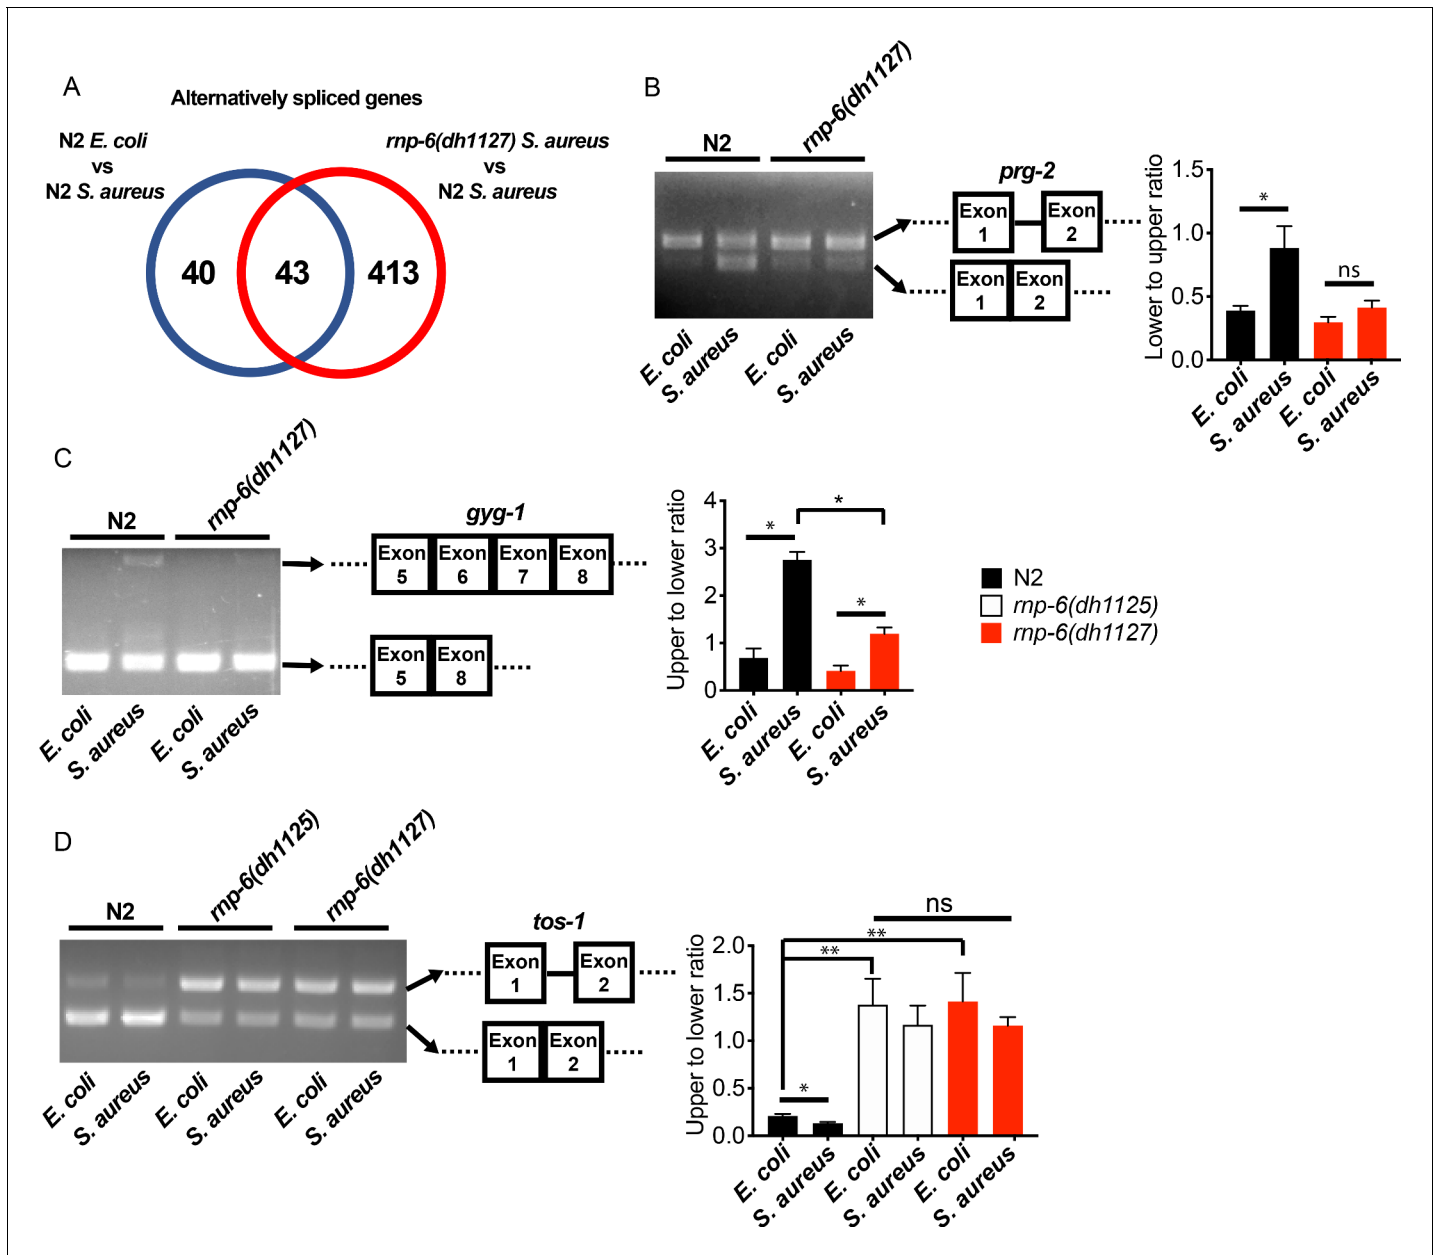 A
Alternatively spliced genes
N2 E. coli
vs
N2 S. aureus
rnp-6(dh1127) S. aureus
vs
N2 S. aureus
40
43
413
B
N2
rnp-6(dh1127)
E. coli
S. aureus
E. coli
S. aureus
prg-2
Exon
1
Exon
2
Exon
1
Exon
2
Lower to upper ratio
1.5
1.0
0.5
0.0
*
ns
E. coli
S. aureus
E. coli
S. aureus
C
N2
rnp-6(dh1127)
E. coli
S. aureus
E. coli
S. aureus
gyg-1
Exon
5
Exon
6
Exon
7
Exon
8
Exon
5
Exon
8
Upper to lower ratio
4
3
2
1
0
*
*
*
E. coli
S. aureus
E. coli
S. aureus
N2
rnp-6(dh1125)
rnp-6(dh1127)
D
N2
rnp-6(dh1125)
rnp-6(dh1127)
E. coli
S. aureus
E. coli
S. aureus
E. coli
S. aureus
tos-1
Exon
1
Exon
2
Exon
1
Exon
2
Upper to lower ratio
2.0
1.5
1.0
0.5
0.0
ns
**
**
*
E. coli
S. aureus
E. coli
S. aureus
E. coli
S. aureus